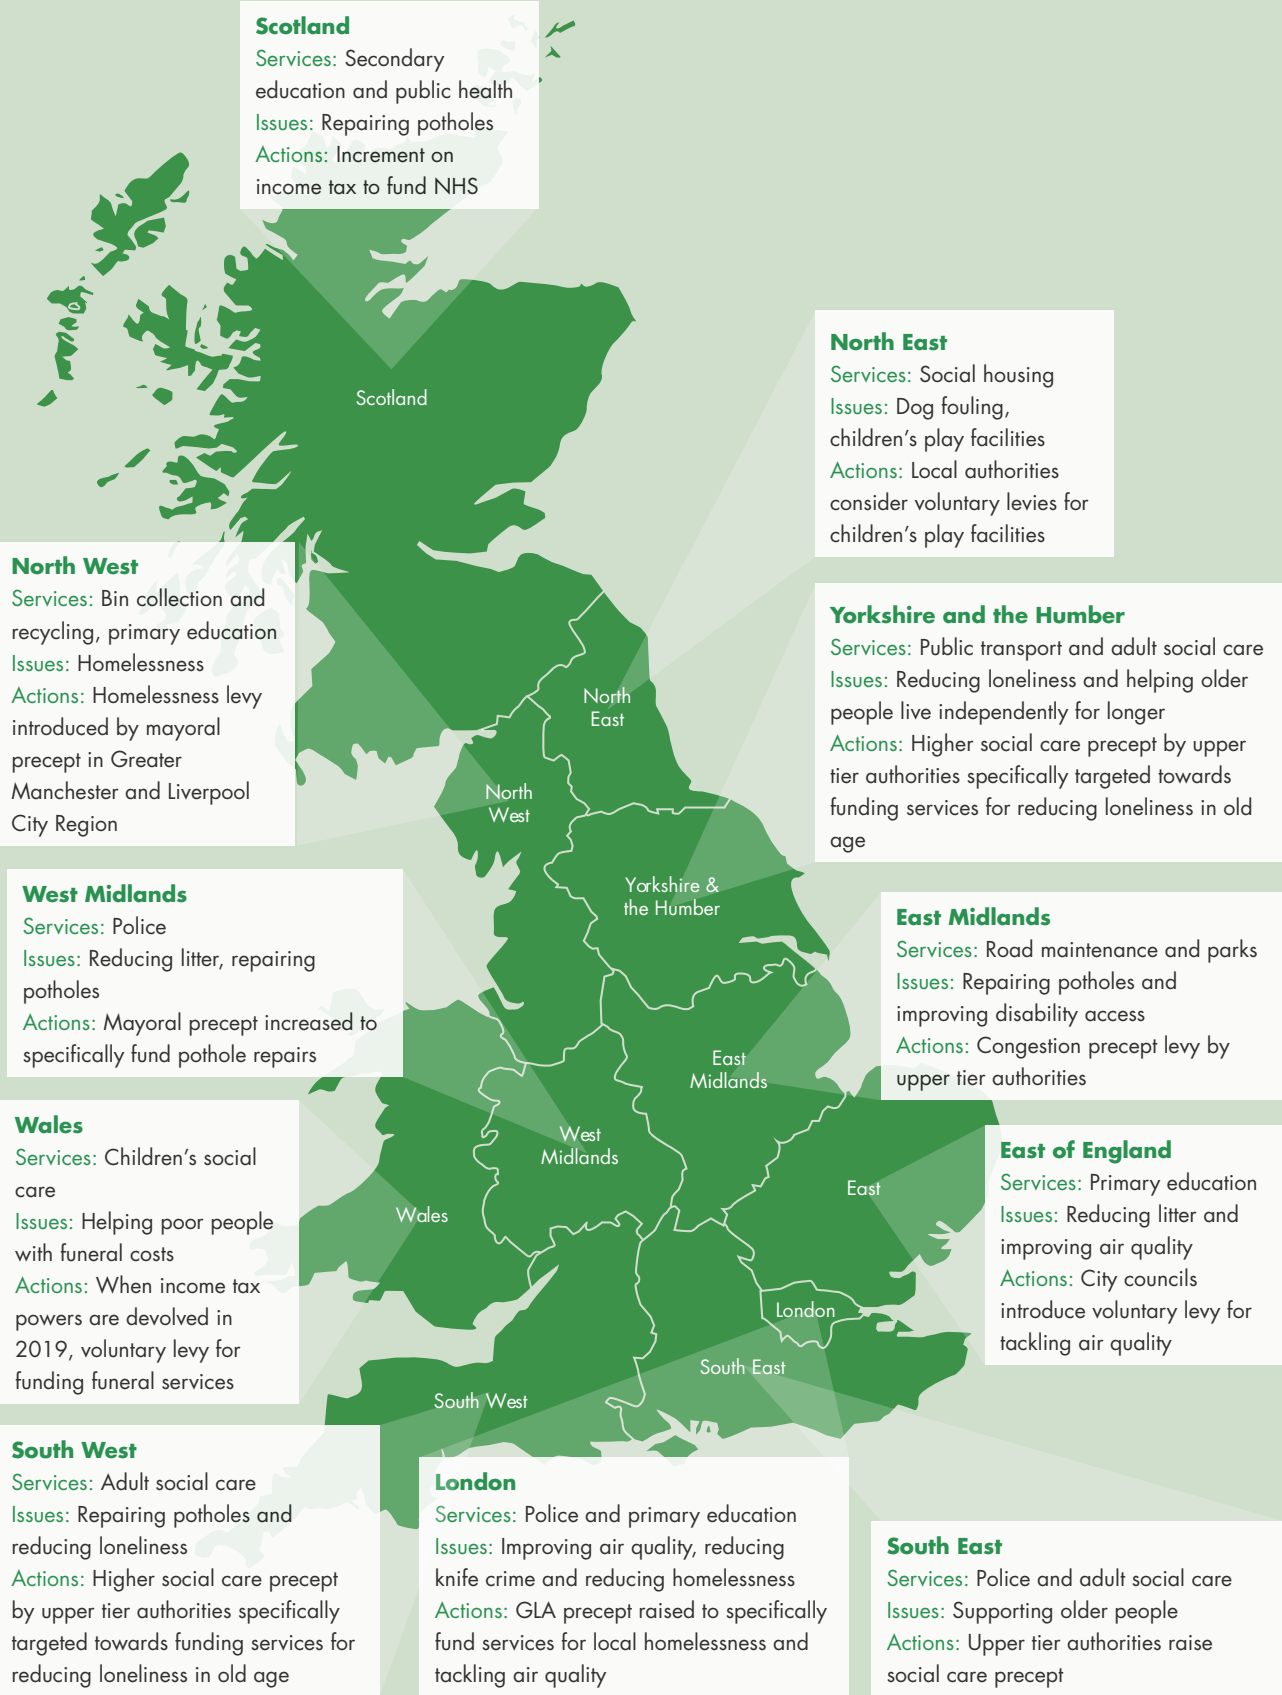 Scotland
Services: Secondary
education and public health
Issues: Repairing potholes
Actions: Increment on
income tax to fund NHS
Scotland
North East
Services: Social housing
Issues: Dog fouling,
children's play facilities
Actions: Local authorities
consider voluntary levies for
children's play facilities
North West
Services: Bin collection and
recycling, primary education
Issues: Homelessness
Actions: Homelessness levy
introduced by mayoral
precept in Greater
Manchester and Liverpool
City Region
Yorkshire and the Humber
Services: Public transport and adult social care
Issues: Reducing loneliness and helping older
people live independently for longer
Actions: Higher social care precept by upper
tier authorities specifically targeted towards
funding services for reducing loneliness in old
age
North
East
North
West
Yorkshire &
the Humber
West Midlands
Services: Police
Issues: Reducing litter, repairing
potholes
Actions: Mayoral precept increased to
specifically fund pothole repairs
East Midlands
Services: Road maintenance and parks
Issues: Repairing potholes and
improving disability access
Actions: Congestion precept levy by
upper tier authorities
East
Midlands
West
Midlands
Wales
Services: Children's social
care
Issues: Helping poor people
with funeral costs
Actions: When income tax
powers are devolved in
2019, voluntary levy for
funding funeral services
East of England
Services: Primary education
Issues: Reducing litter and
improving air quality
Actions: City councils
introduce voluntary levy for
tackling air quality
East
Wales
London
South East
South West
South West
Services: Adult social care
Issues: Repairing potholes and
reducing loneliness
Actions: Higher social care precept
by upper tier authorities specifically
targeted towards funding services for
reducing loneliness in old age
London
Services: Police and primary education
Issues: Improving air quality, reducing
knife crime and reducing homelessness
Actions: GLA precept raised to specifically
fund services for local homelessness and
tackling air quality
South East
Services: Police and adult social care
Issues: Supporting older people
Actions: Upper tier authorities raise
social care precept